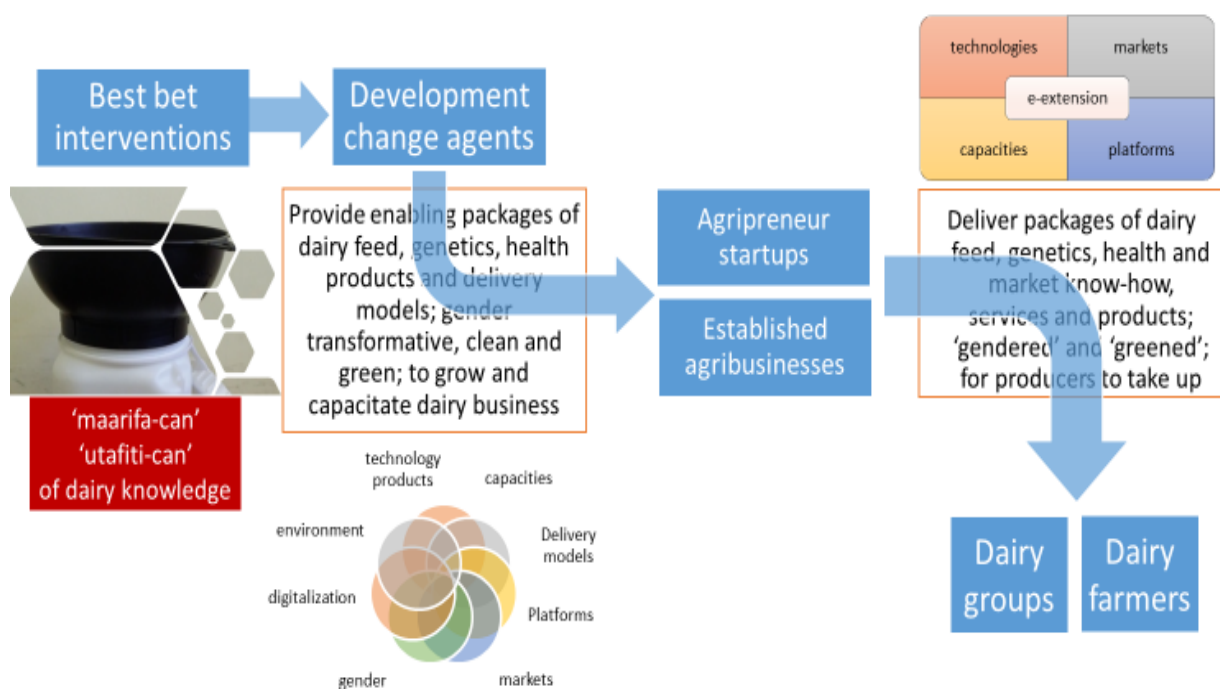 Best bet
interventions
Development
change agents
technologies
markets
e-extension
capacities
platforms
Provide enabling packages of
dairy feed, genetics, health
products and delivery
models; gender
transformative, clean and
green; to grow and
capacitate dairy business
Agripreneur
startups
Established
agribusinesses
Deliver packages of dairy
feed, genetics, health and
market know-how,
services and products;
‘gendered’ and ‘greened’;
for producers to take up
‘maarifa-can’
‘utafiti-can’
of dairy knowledge
technology
products
capacities
environment
Delivery
models
digitalization
Platforms
gender
markets
Dairy
groups
Dairy
farmers